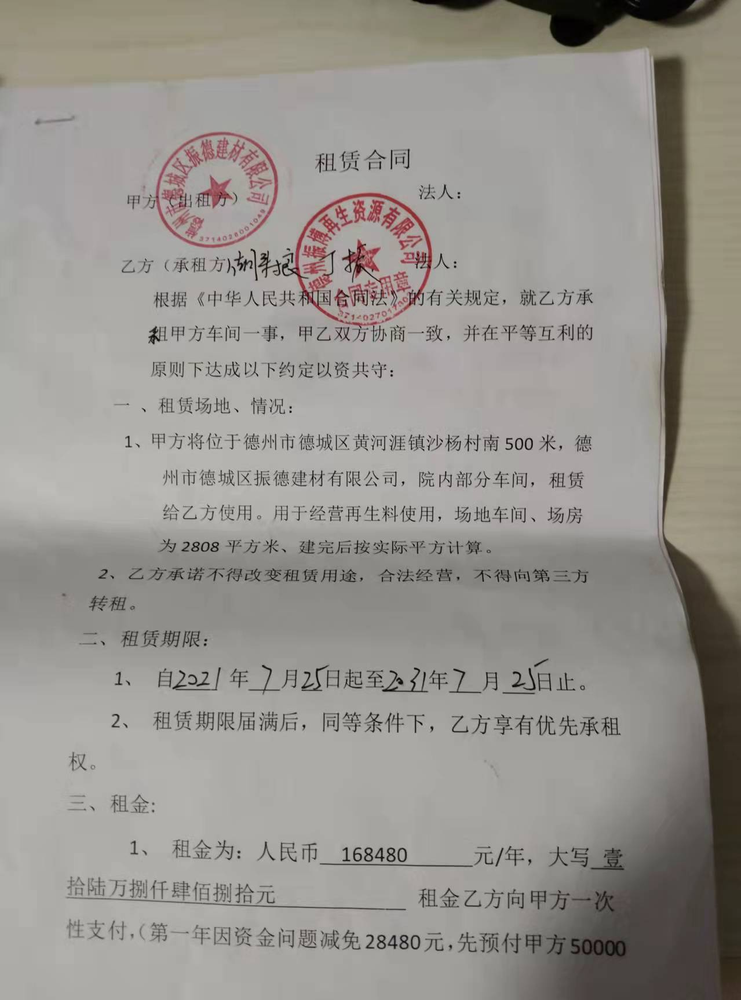 租赁合同
德州市德城区振德建材有限公司
3714028001049
甲方（出租方）
法人：
德州振博再生资源有限公司
合同专用章
乙方（承租方）
丁振
法人：
根据《中华人民共和国合同法》的有关规定，就乙方承
租甲方车间一事，甲乙双方协商一致，并在平等互利的
原则下达成以下约定以资共守：
一 、租赁场地、情况：
1、甲方将位于德州市德城区黄河涯镇沙杨村南 500 米，德
州市德城区振德建材有限公司，院内部分车间，租赁
给乙方使用。用于经营再生料使用，场地车间、场房
为 2808 平方米、建完后按实际平方计算。
2、乙方承诺不得改变租赁用途，合法经营，不得向第三方
转租。
二、租赁期限：
1、 自2021年7月25日起至2031年7月25日止。
2、 租赁期限届满后，同等条件下，乙方享有优先承租
权。
三、租金:
1、 租金为：人民币 168480 元/年，大写 壹
拾陆万捌仟肆佰捌拾元 租金乙方向甲方一次
性支付，（第一年因资金问题减免28480元，先预付甲方50000